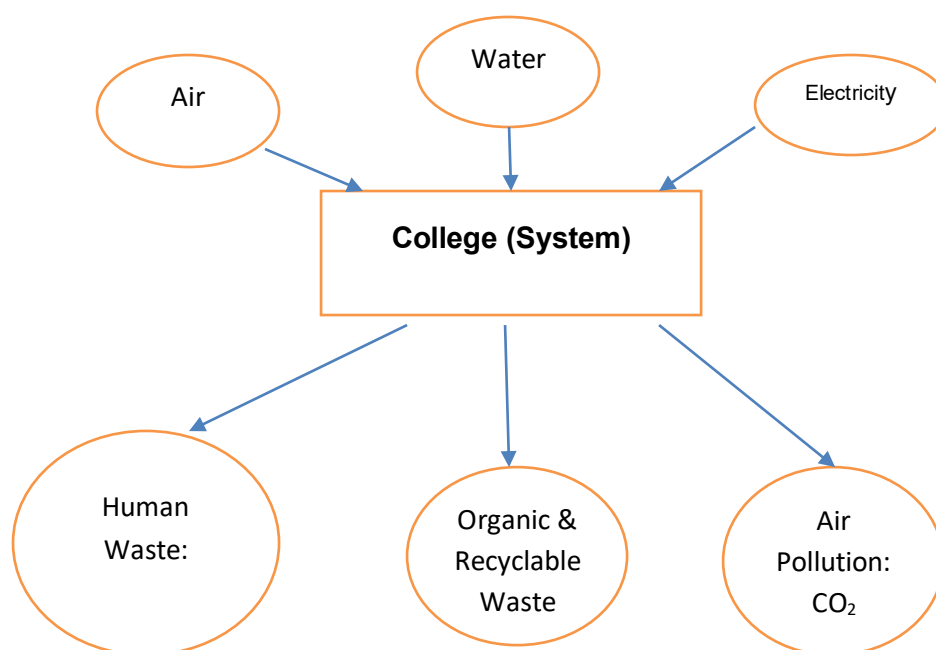 Air
Water
Electricity
College (System)
Human
Waste:
Organic &
Recyclable
Waste
Air
Pollution:
CO₂